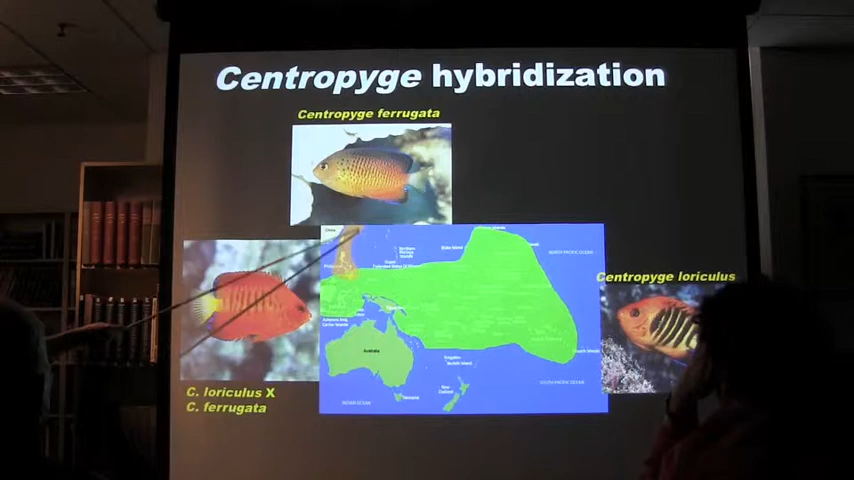 Centropyge hybridization
Centropyge ferrugata
China
Australia
New
Zealand
NORTH PACIFIC OCEAN
SOUTH PACIFIC OCEAN
INDIAN OCEAN
Centropyge loriculus
C. loriculus X
C. ferrugata